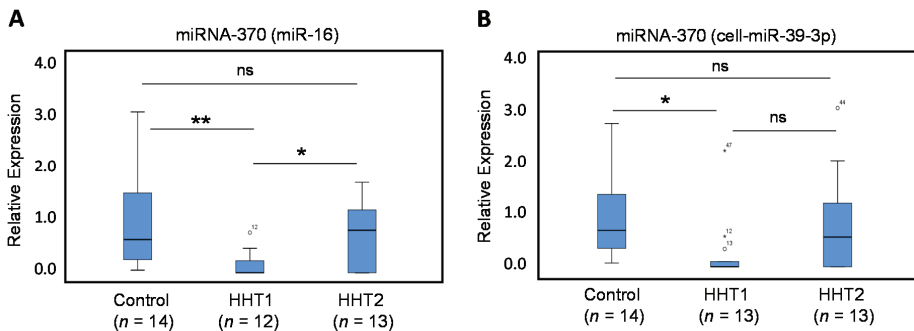 A
miRNA-370 (miR-16)
Relative Expression
4.0
3.0
2.0
1.0
0.0
ns
**
*
12
Control
(n = 14)
HHT1
(n = 12)
HHT2
(n = 13)
B
miRNA-370 (cell-miR-39-3p)
Relative Expression
4.0
3.0
2.0
1.0
0.0
ns
*
ns
44
47
12
13
Control
(n = 14)
HHT1
(n = 13)
HHT2
(n = 13)